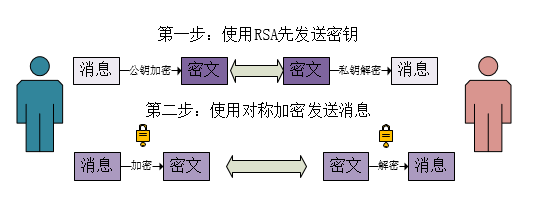 第一步：使用RSA先发送密钥
消息 公钥加密 密文 密文 私钥解密 消息
第二步：使用对称加密发送消息
消息 加密 密文 密文 解密 消息